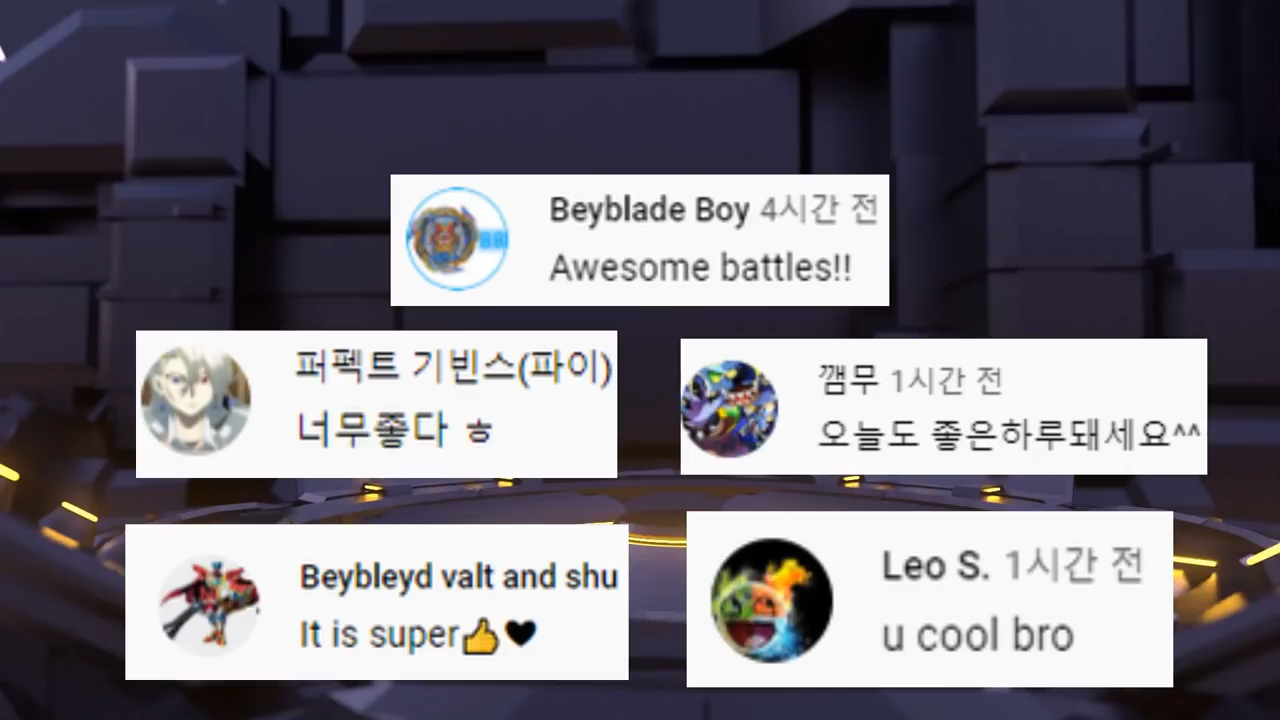 Beyblade Boy 4시간 전
Awesome battles!!
퍼펙트 기빈스(파이)
너무좋다 ㅎ
깸무 1시간 전
오늘도 좋은하루돼세요^^
Beybleyd valt and shu
It is super👍🖤
Leo S. 1시간 전
u cool bro